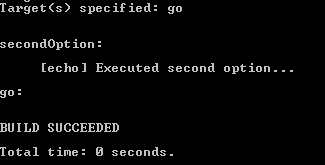 Target(s) specified: go
secondOption:
[echo] Executed second option...
go:
BUILD SUCCEEDED
Total time: 0 seconds.